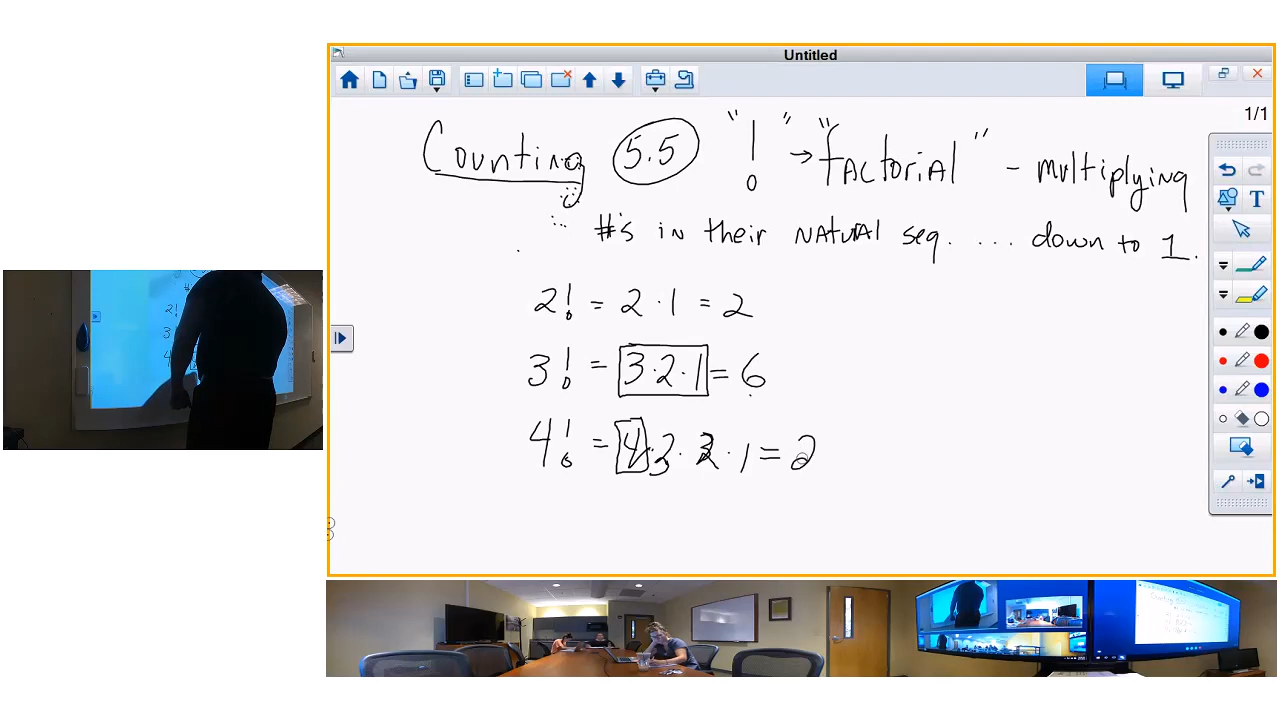 Untitled
1/1
Counting 5.5 "!" → "factorial" - multiplying
#'s in their natural seq. ... down to 1.
2! = 2 · 1 = 2
3! = 3 · 2 · 1 = 6
4! = 4 · 3 · 2 · 1 = 2
T